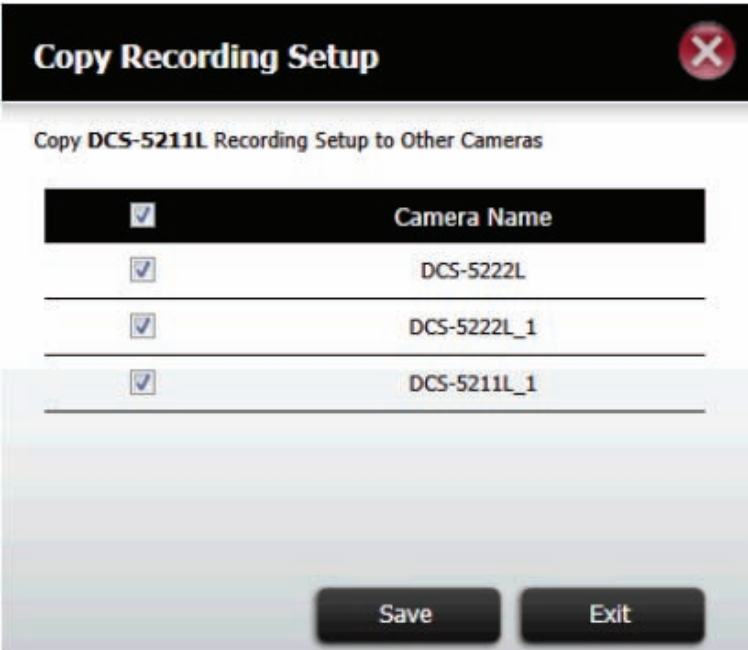 Copy Recording Setup
Copy DCS-5211L Recording Setup to Other Cameras
Camera Name
DCS-5222L
DCS-5222L_1
DCS-5211L_1
Save Exit